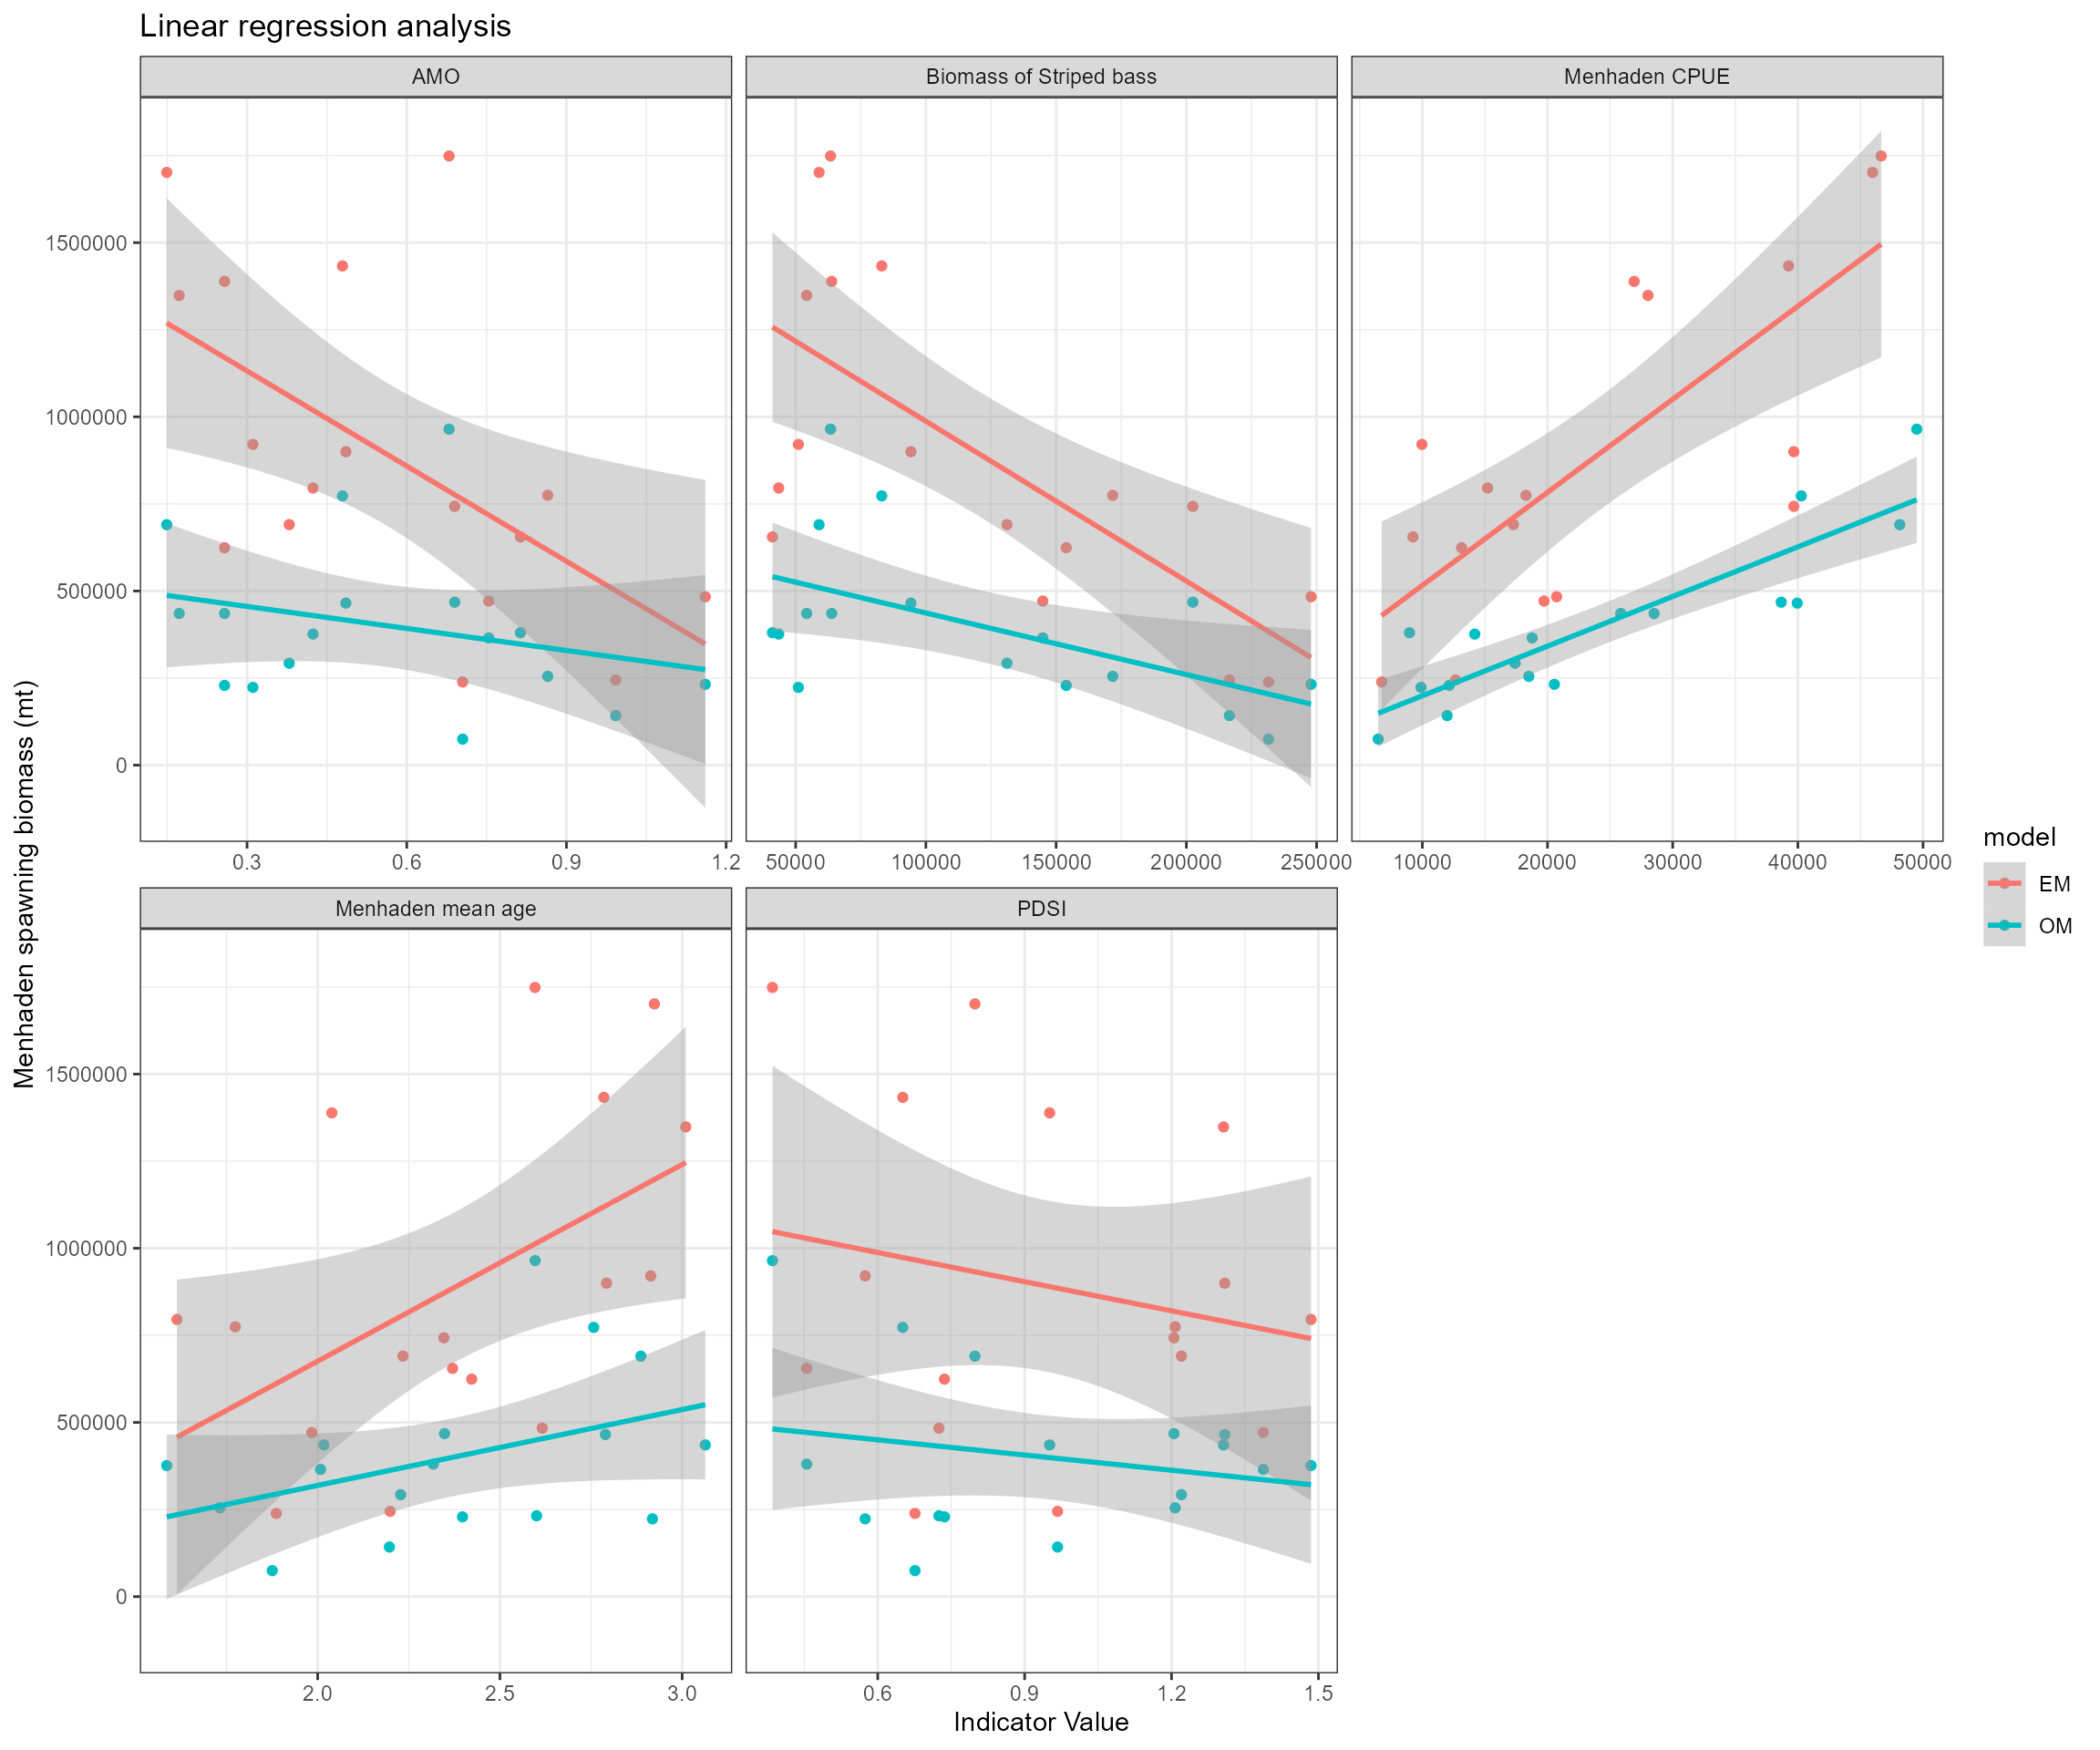 Linear regression analysis
AMO
Biomass of Striped bass
Menhaden CPUE
1500000
1000000
500000
0
0.3 0.6 0.9 1.2
50000 100000 150000 200000 250000
10000 20000 30000 40000 50000
Menhaden mean age
PDSI
1500000
1000000
500000
0
2.0 2.5 3.0
0.6 0.9 1.2 1.5
Indicator Value
Menhaden spawning biomass (mt)
model
EM
OM